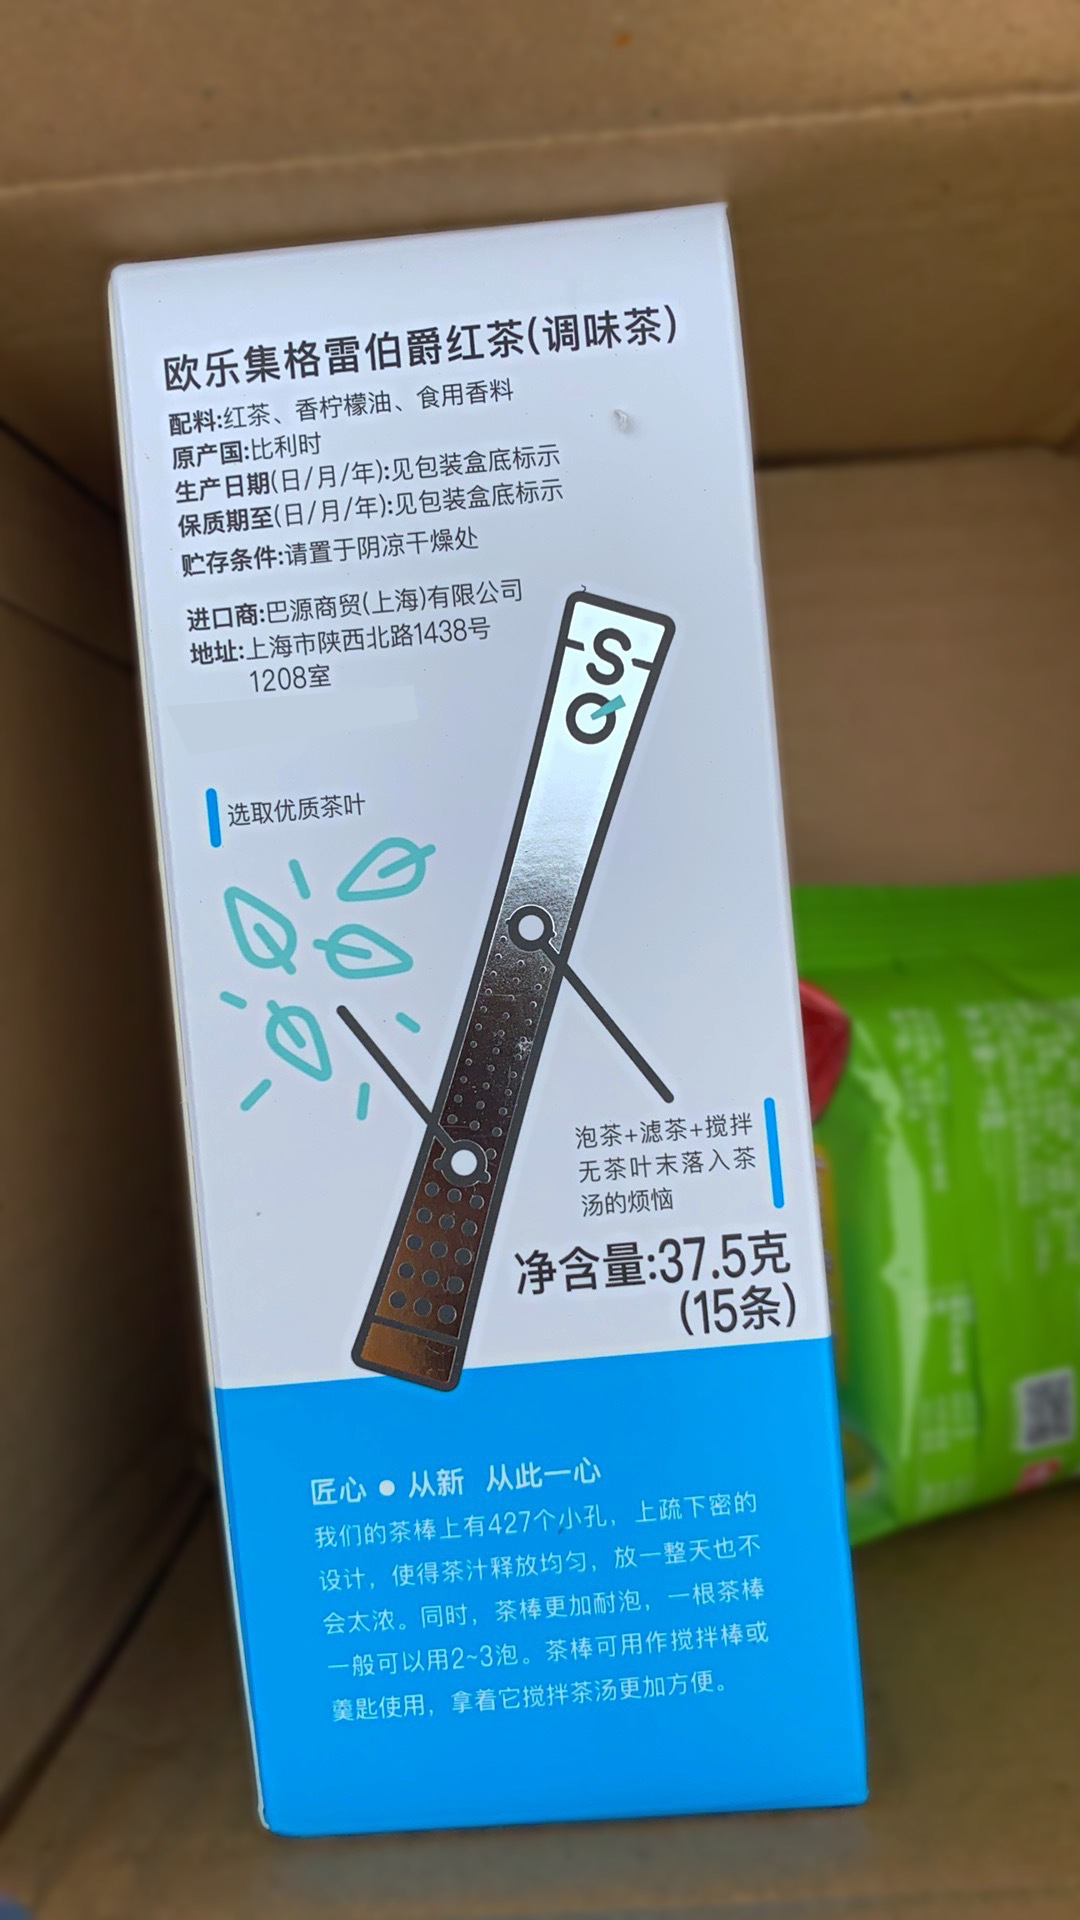 欧乐集格雷伯爵红茶(调味茶)
配料:红茶、香柠檬油、食用香料
原产国:比利时
生产日期(日/月/年):见包装盒底标示
保质期至(日/月/年):见包装盒底标示
贮存条件:请置于阴凉干燥处
进口商:巴源商贸(上海)有限公司
地址:上海市陕西北路1438号
1208室
选取优质茶叶
泡茶+滤茶+搅拌
无茶叶末落入茶
汤的烦恼
净含量:37.5克
(15条)
匠心●从新 从此一心
我们的茶棒上有427个小孔，上疏下密的
设计，使得茶汁释放均匀，放一整天也不
会太浓。同时，茶棒更加耐泡，一根茶棒
一般可以用2~3泡。茶棒可用作搅拌棒或
羹匙使用，拿着它搅拌茶汤更加方便。